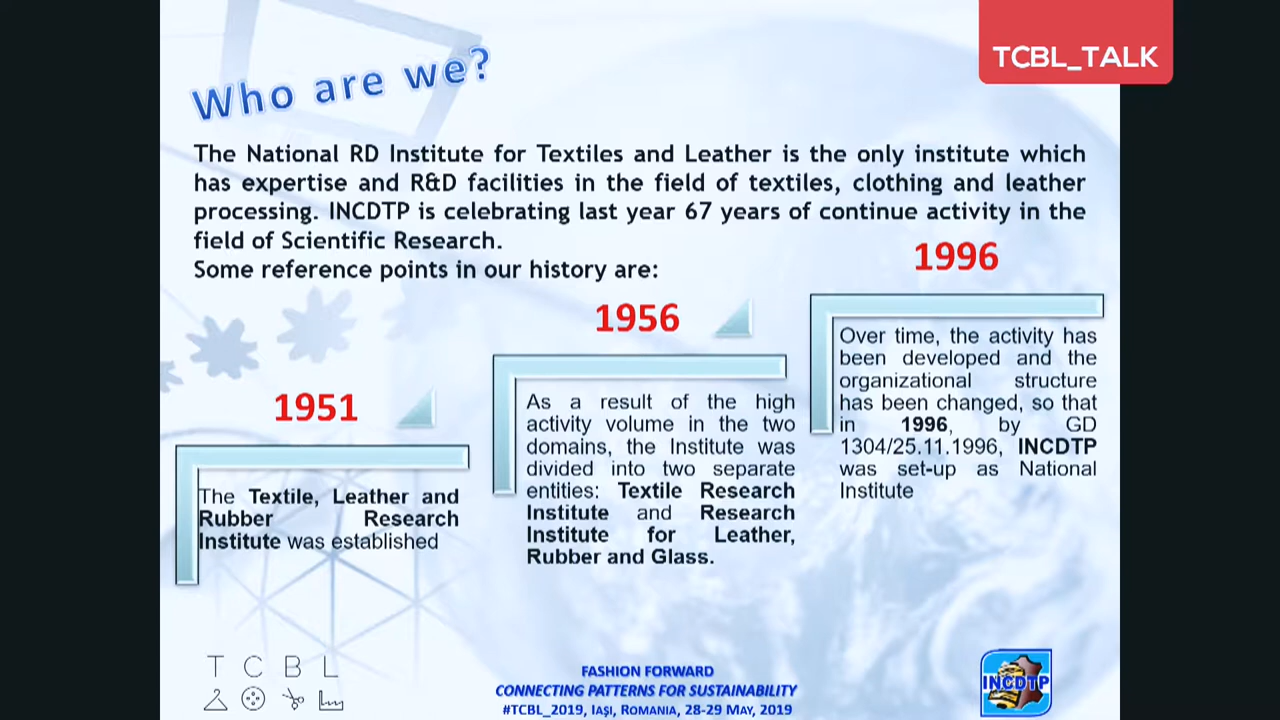 TCBL_TALK
Who are we?
The National RD Institute for Textiles and Leather is the only institute which
has expertise and R&D facilities in the field of textiles, clothing and leather
processing. INCDTP is celebrating last year 67 years of continue activity in the
field of Scientific Research.
Some reference points in our history are:
1951
The Textile, Leather and
Rubber Research
Institute was established
1956
As a result of the high
activity volume in the two
domains, the Institute was
divided into two separate
entities: Textile Research
Institute and Research
Institute for Leather,
Rubber and Glass.
1996
Over time, the activity has
been developed and the
organizational structure
has been changed, so that
in 1996, by GD
1304/25.11.1996, INCDTP
was set-up as National
Institute
T C B L
FASHION FORWARD
CONNECTING PATTERNS FOR SUSTAINABILITY
#TCBL_2019, IAȘI, ROMANIA, 28-29 MAY, 2019
INCDTP